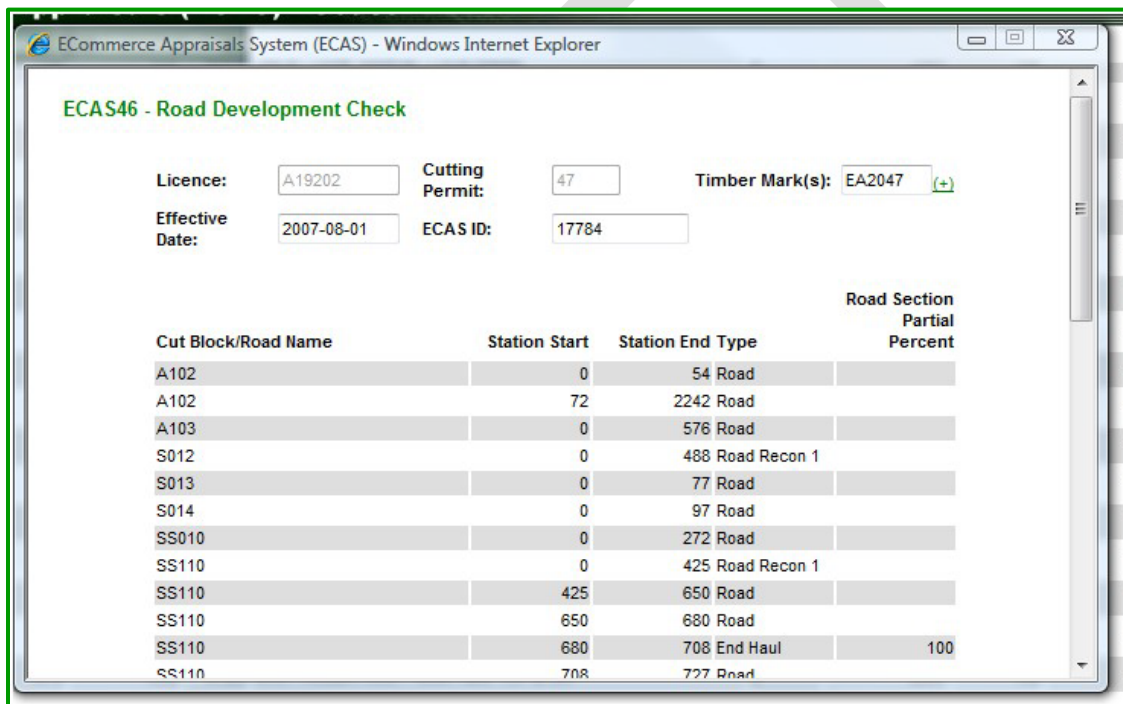 ECommerce Appraisals System (ECAS) - Windows Internet Explorer
ECAS46 - Road Development Check
Licence: A19202 Cutting Permit: 47 Timber Mark(s): EA2047 (+)
Effective Date: 2007-08-01 ECAS ID: 17784
Cut Block/Road Name Station Start Station End Type Road Section Partial Percent
A102 0 54 Road
A102 72 2242 Road
A103 0 576 Road
S012 0 488 Road Recon 1
S013 0 77 Road
S014 0 97 Road
SS010 0 272 Road
SS110 0 425 Road Recon 1
SS110 425 650 Road
SS110 650 680 Road
SS110 680 708 End Haul 100
SS110 708 727 Road